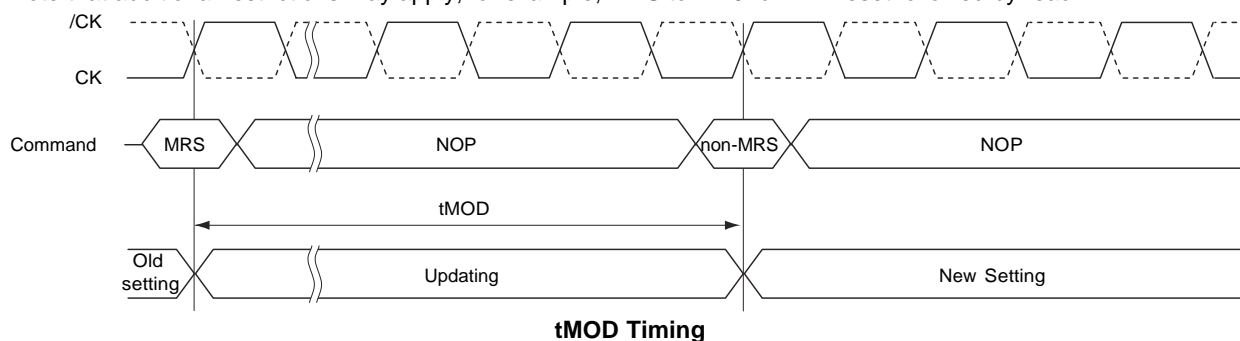 /CK
CK
Command
MRS
NOP
non-MRS
NOP
tMOD
Old
setting
Updating
New Setting
tMOD Timing